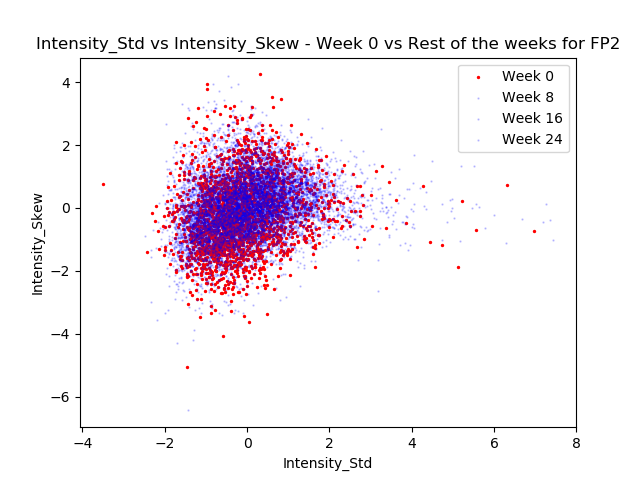 Intensity_Std vs Intensity_Skew - Week 0 vs Rest of the weeks for FP2
Week 0
Week 8
Week 16
Week 24
4
2
0
−2
−4
−6
Intensity_Skew
−4
−2
0
2
4
6
8
Intensity_Std